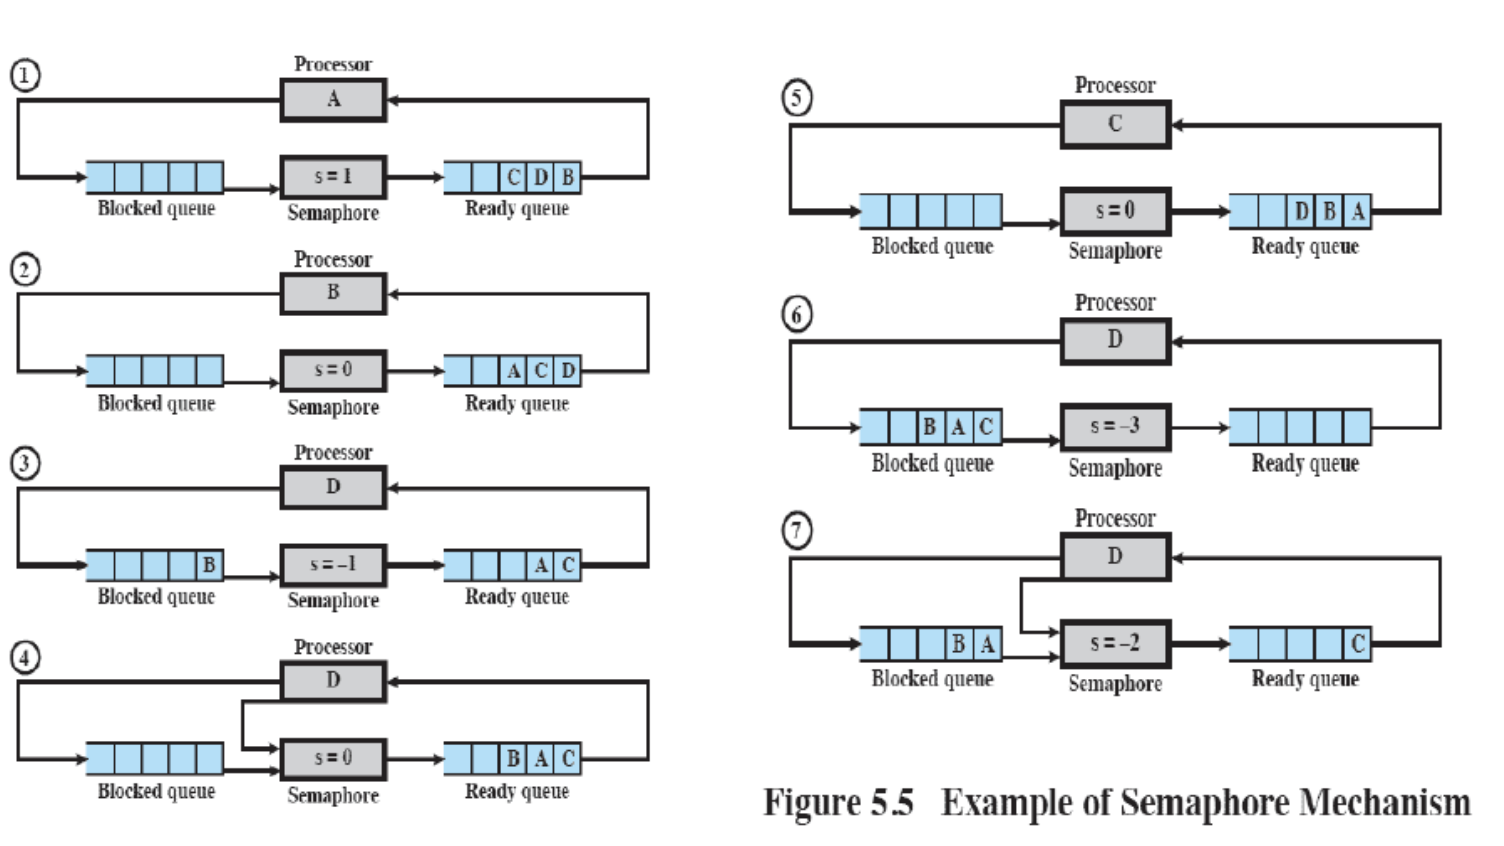 1
Processor
A
C D B
s = 1
Blocked queue
Semaphore
Ready queue
2
Processor
B
s = 0
A C D
Blocked queue
Semaphore
Ready queue
3
Processor
D
B
s = –1
A C
Blocked queue
Semaphore
Ready queue
4
Processor
D
s = 0
B A C
Blocked queue
Semaphore
Ready queue
5
Processor
C
s = 0
D B A
Blocked queue
Semaphore
Ready queue
6
Processor
D
B A C
s = –3
Blocked queue
Semaphore
Ready queue
7
Processor
D
B A
s = –2
C
Blocked queue
Semaphore
Ready queue
Figure 5.5 Example of Semaphore Mechanism